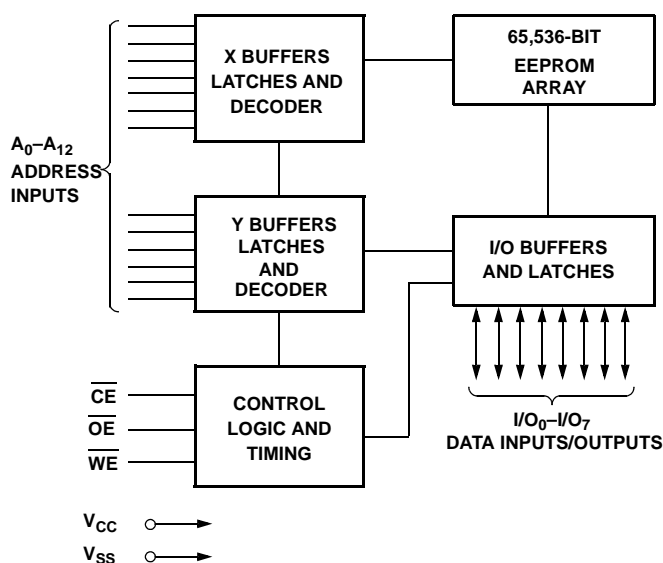 X BUFFERS
LATCHES AND
DECODER
65,536-BIT
EEPROM
ARRAY
A0–A12
ADDRESS
INPUTS
Y BUFFERS
LATCHES
AND
DECODER
I/O BUFFERS
AND LATCHES
CE
OE
WE
CONTROL
LOGIC AND
TIMING
I/O0–I/O7
DATA INPUTS/OUTPUTS
VCC
VSS